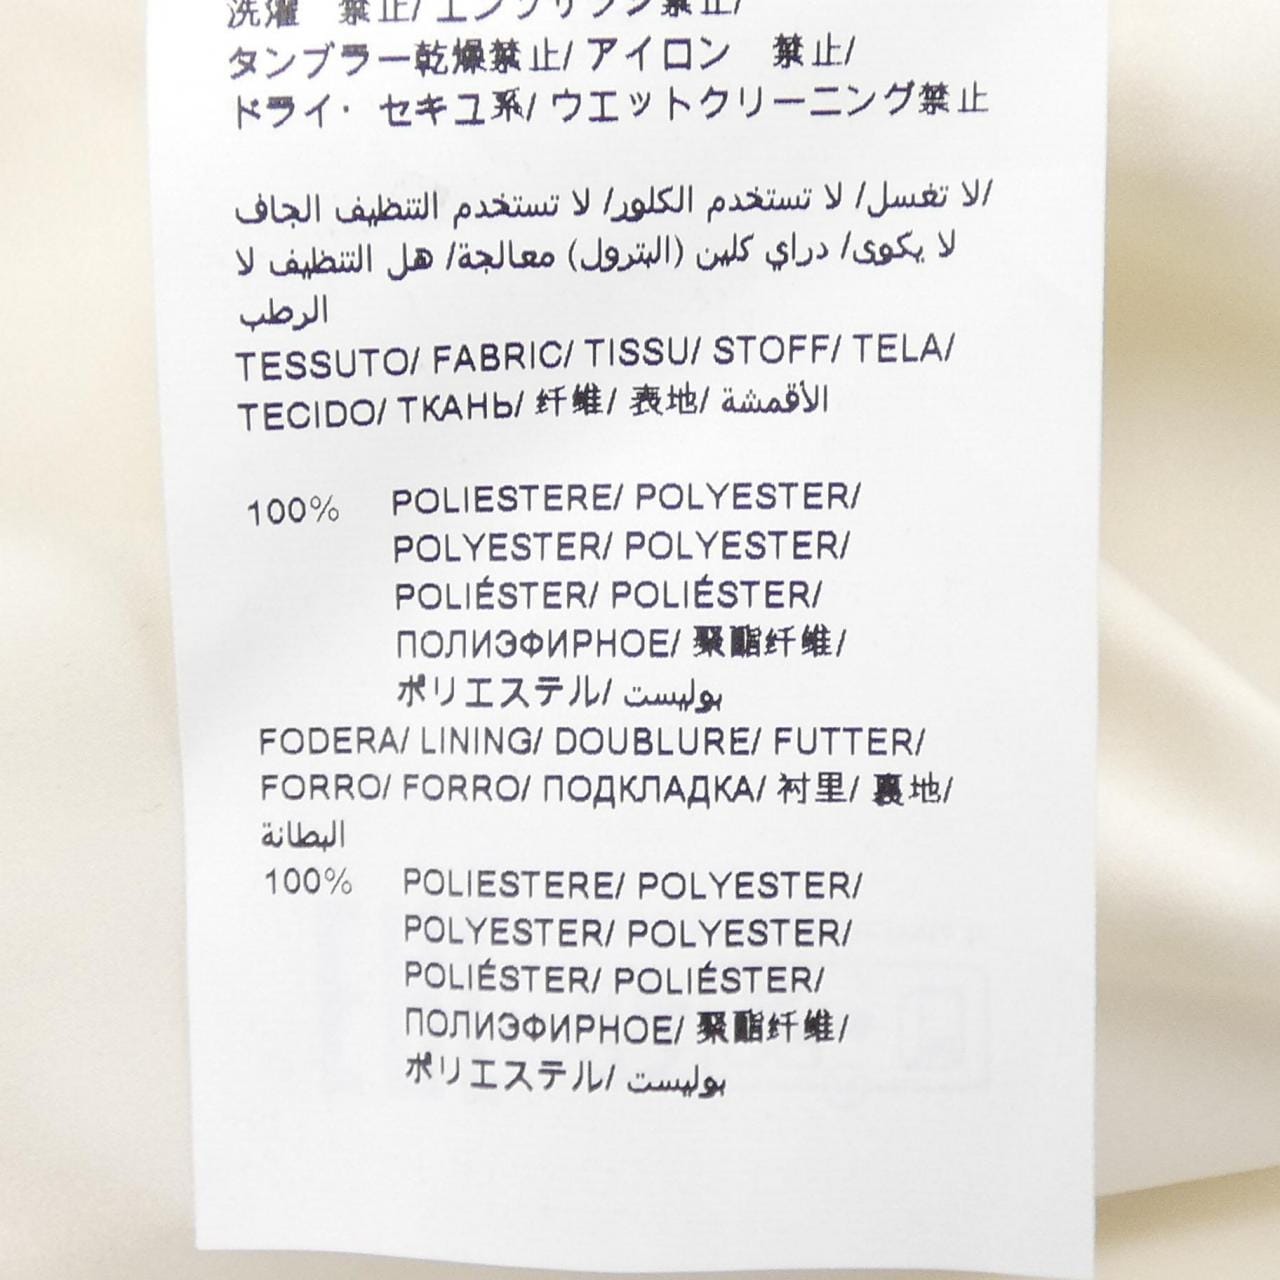 洗濯 禁止/ エンソサラン禁止/
タンブラー乾燥禁止/ アイロン 禁止/
ドライ・ セキユ系/ ウエットクリーニング禁止
لا تغسل/ لا تستخدم الكلور/ لا تستخدم التنظيف الجاف/
لا يكوى/ دراي كلين (البترول) معالجة/ هل التنظيف لا
الرطب
TESSUTO/ FABRIC/ TISSU/ STOFF/ TELA/
TECIDO/ ТКАНЬ/ 纤维/ 表地/ الأقمشة
100% POLIESTERE/ POLYESTER/
POLYESTER/ POLYESTER/
POLIÉSTER/ POLIÉSTER/
ПОЛИЭФИРНОЕ/ 聚酯纤维/
ポリエステル/ بوليست
FODERA/ LINING/ DOUBLURE/ FUTTER/
FORRO/ FORRO/ ПОДКЛАДКА/ 衬里/ 裏地/
البطانة
100% POLIESTERE/ POLYESTER/
POLYESTER/ POLYESTER/
POLIÉSTER/ POLIÉSTER/
ПОЛИЭФИРНОЕ/ 聚酯纤维/
ポリエステル/ بوليست